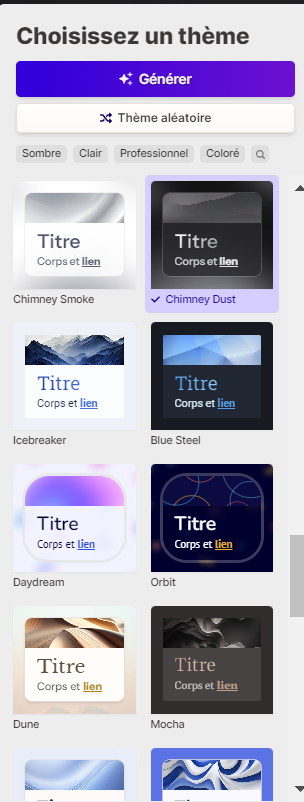 Choisissez un thème
Générer
Thème aléatoire
Sombre Clair Professionnel Coloré
Titre
Corps et lien
Chimney Smoke
Titre
Corps et lien
Chimney Dust
Titre
Corps et lien
Icebreaker
Titre
Corps et lien
Blue Steel
Titre
Corps et lien
Daydream
Titre
Corps et lien
Orbit
Titre
Corps et lien
Dune
Titre
Corps et lien
Mocha